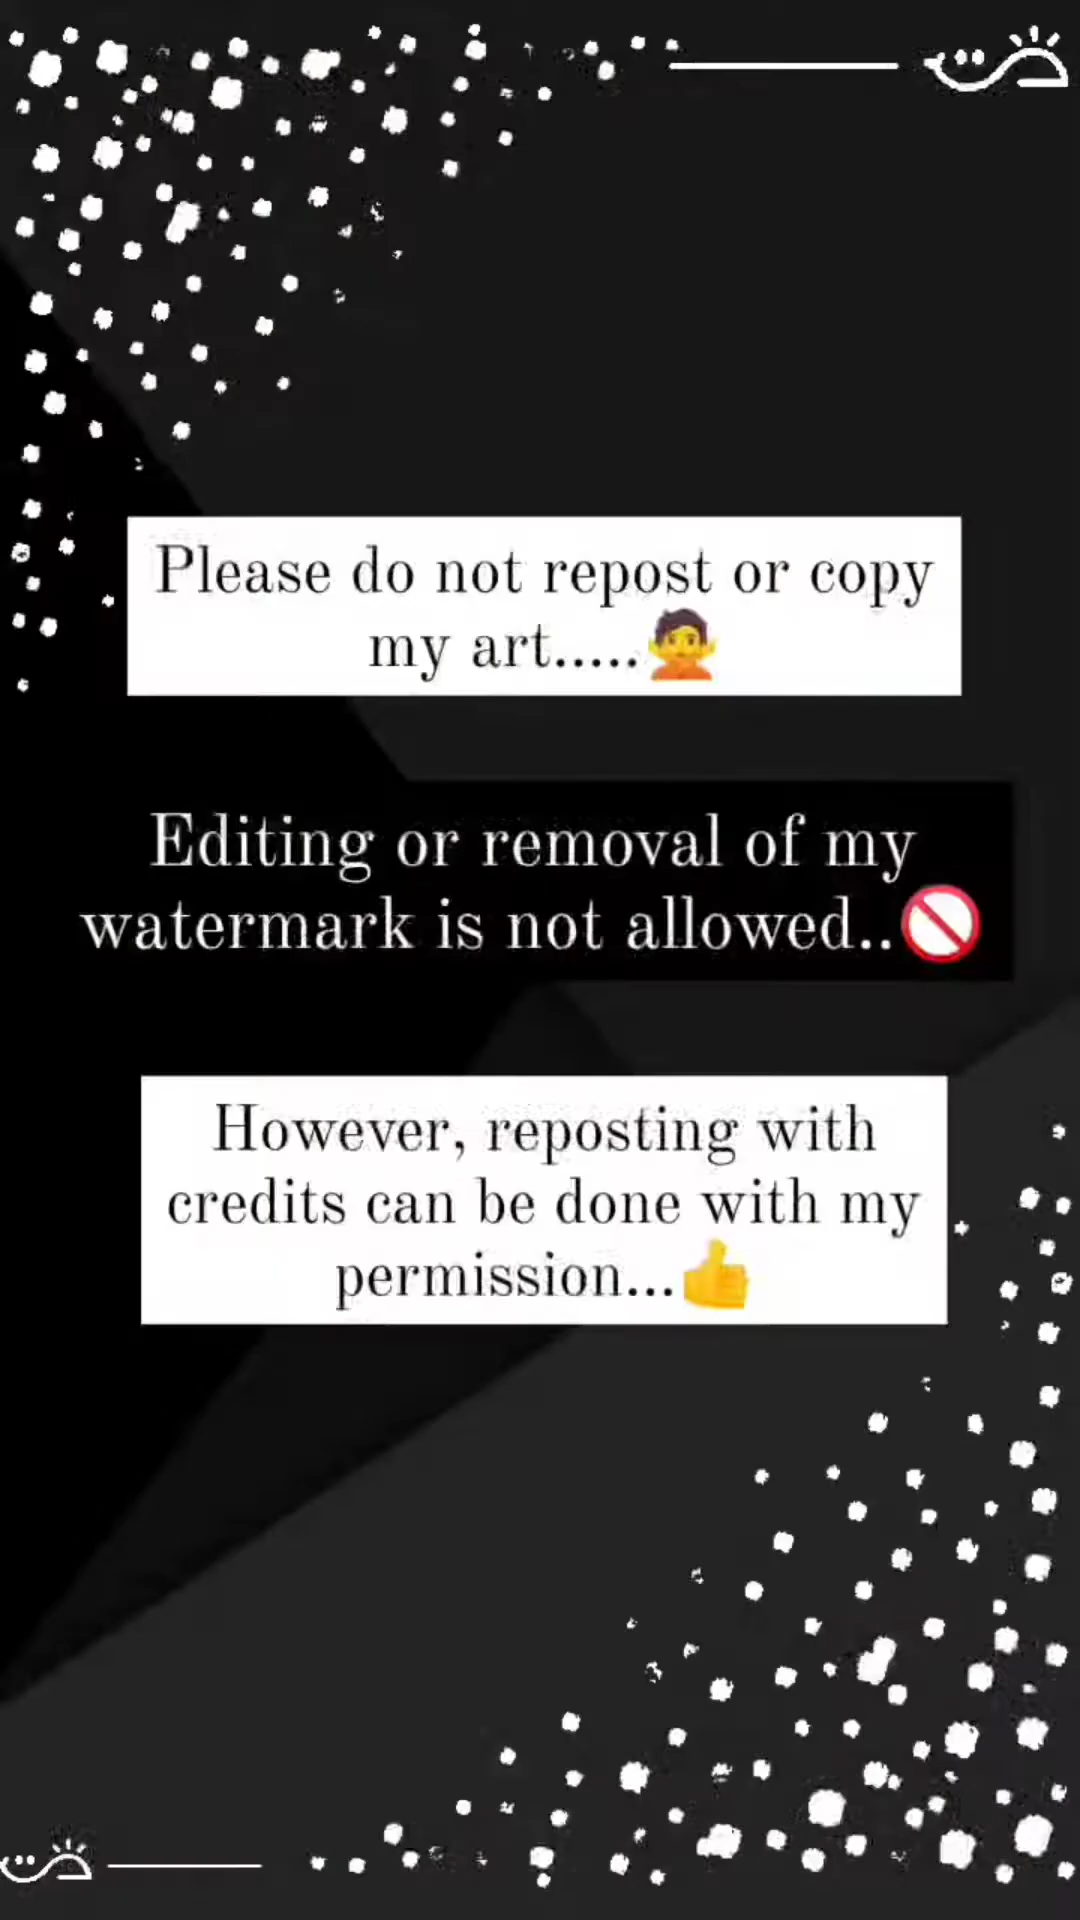 Please do not repost or copy
my art.....🙍
Editing or removal of my
watermark is not allowed..🚫
However, reposting with
credits can be done with my
permission...👍